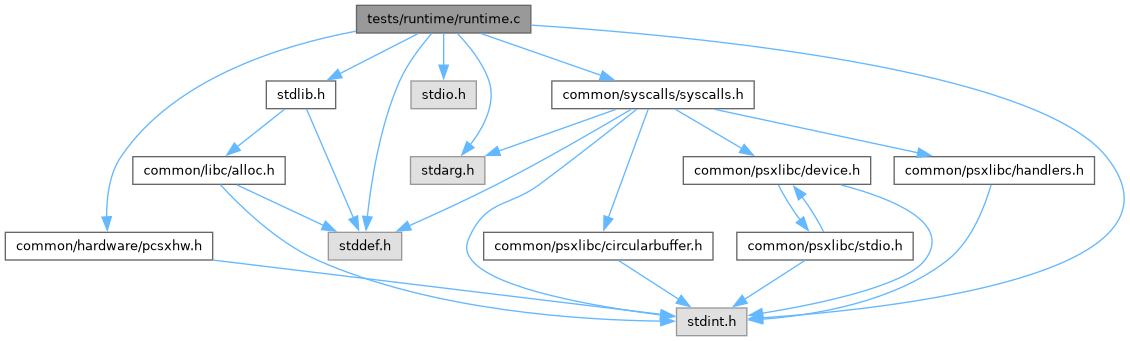 tests/runtime/runtime.c
stdlib.h
stdio.h
common/syscalls/syscalls.h
common/libc/alloc.h
stdarg.h
common/psxlibc/device.h
common/psxlibc/handlers.h
common/hardware/pcsxhw.h
stddef.h
common/psxlibc/circularbuffer.h
common/psxlibc/stdio.h
stdint.h